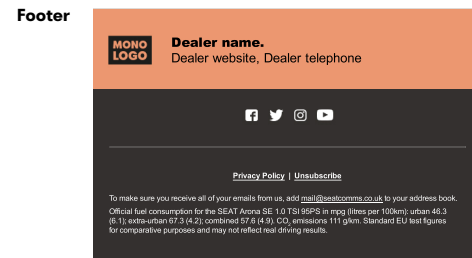 Footer
MONO
LOGO
Dealer name.
Dealer website, Dealer telephone
Privacy Policy | Unsubscribe
To make sure you receive all of your emails from us, add mail@seatcomms.co.uk to your address book.
Official fuel consumption for the SEAT Arona SE 1.0 TSI 95PS in mpg (litres per 100km): urban 46.3
(6.1); extra-urban 67.3 (4.2); combined 57.6 (4.9). CO₂ emissions 111 g/km. Standard EU test figures
for comparative purposes and may not reflect real driving results.